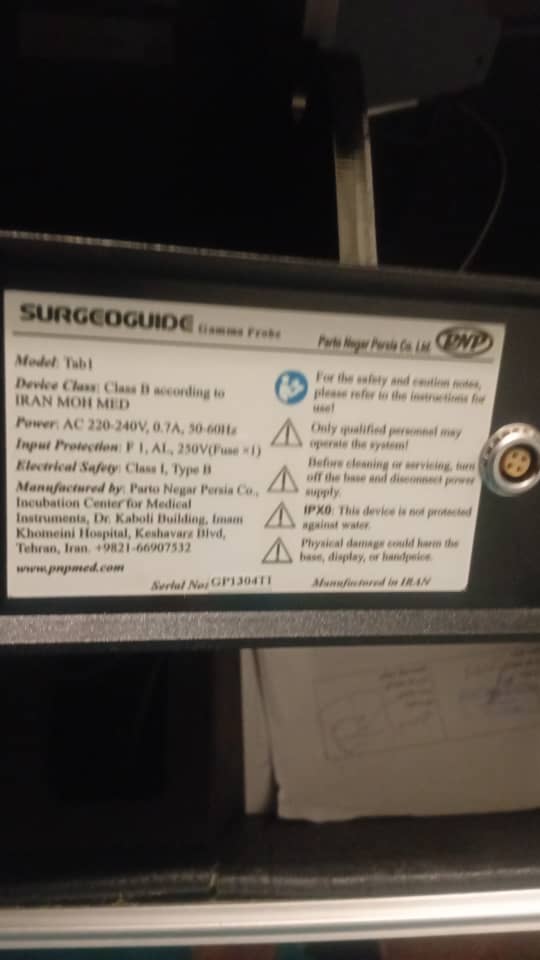 SURGEOGUIDE Gamma Probe
Parto Negar Persia Co. Ltd. PNP
Model: Tab1
Device Class: Class B according to
IRAN MOH MED
Power: AC 220-240V, 0.7A, 50-60Hz
Input Protection: F 1, AL, 250V(Fuse ×1)
Electrical Safety: Class I, Type B
Manufactured by: Parto Negar Persia Co.,
Incubation Center for Medical
Instruments, Dr. Kaboli Building, Imam
Khomeini Hospital, Keshavarz Blvd,
Tehran, Iran. +9821-66907532
www.pnpmed.com
For the safety and caution notes,
please refer to the instructions for
use!
Only qualified personnel may
operate the system!
Before cleaning or servicing, turn
off the base and disconnect power
supply.
IPX0: This device is not protected
against water.
Physical damage could harm the
base, display, or handpeice.
Serial No: GP1304T1
Manufactured in IRAN